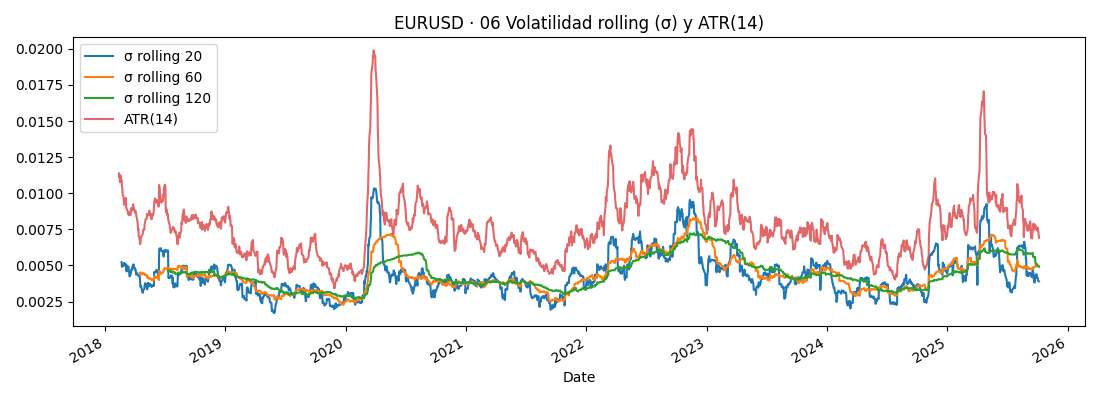 EURUSD · 06 Volatilidad rolling (σ) y ATR(14)
0.0200
0.0175
0.0150
0.0125
0.0100
0.0075
0.0050
0.0025
σ rolling 20
σ rolling 60
σ rolling 120
ATR(14)
2018
2019
2020
2021
2022
2023
2024
2025
2026
Date